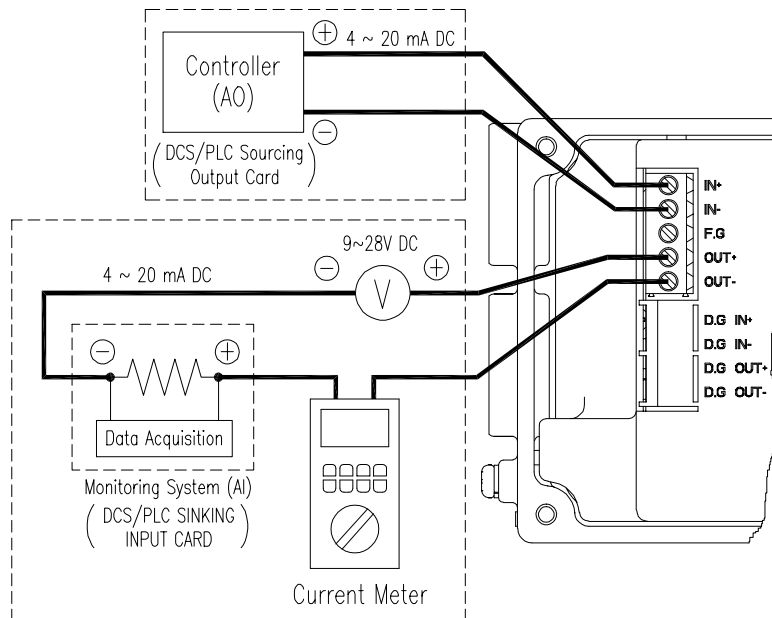 ⊕ 4 ~ 20 mA DC
Controller
(AO)
⊖
(DCS/PLC Sourcing
Output Card)
IN+
IN-
F.G
OUT+
OUT-
D.G IN+
D.G IN-
D.G OUT+
D.G OUT-
9~28V DC
4 ~ 20 mA DC
⊖ V ⊕
⊖ ⊕
Data Acquisition
Monitoring System (AI)
(DCS/PLC SINKING
INPUT CARD)
Current Meter